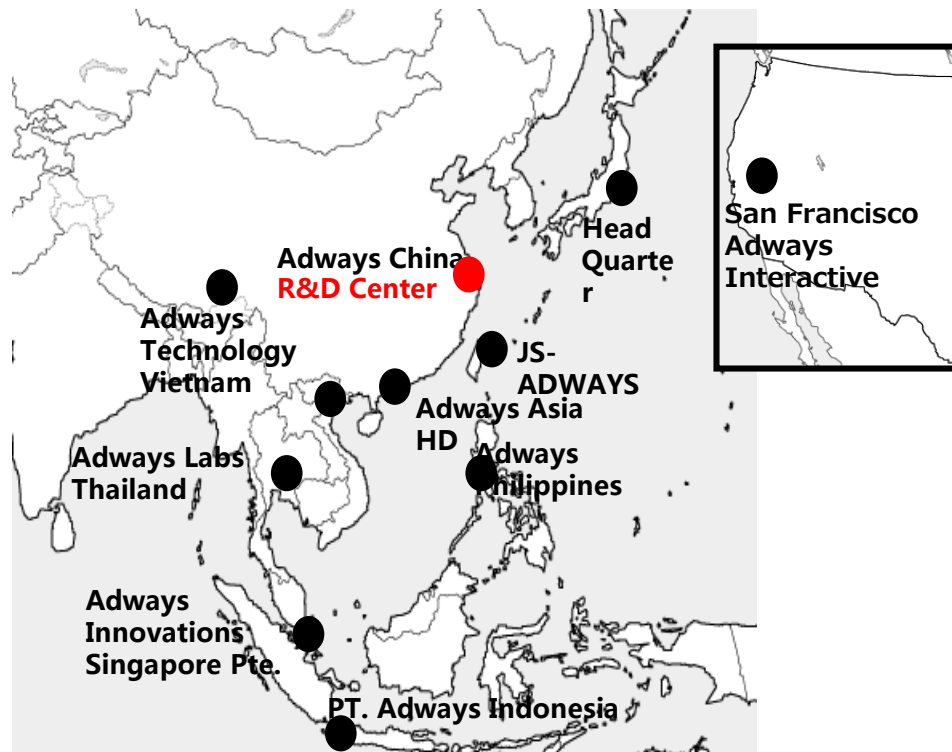 San Francisco
Adways
Interactive
Head
Quarte
r
Adways China
R&D Center
Adways
Technology
Vietnam
JS-
ADWAYS
Adways Asia
HD
Adways
Philippines
Adways Labs
Thailand
Adways
Innovations
Singapore Pte.
PT. Adways Indonesia